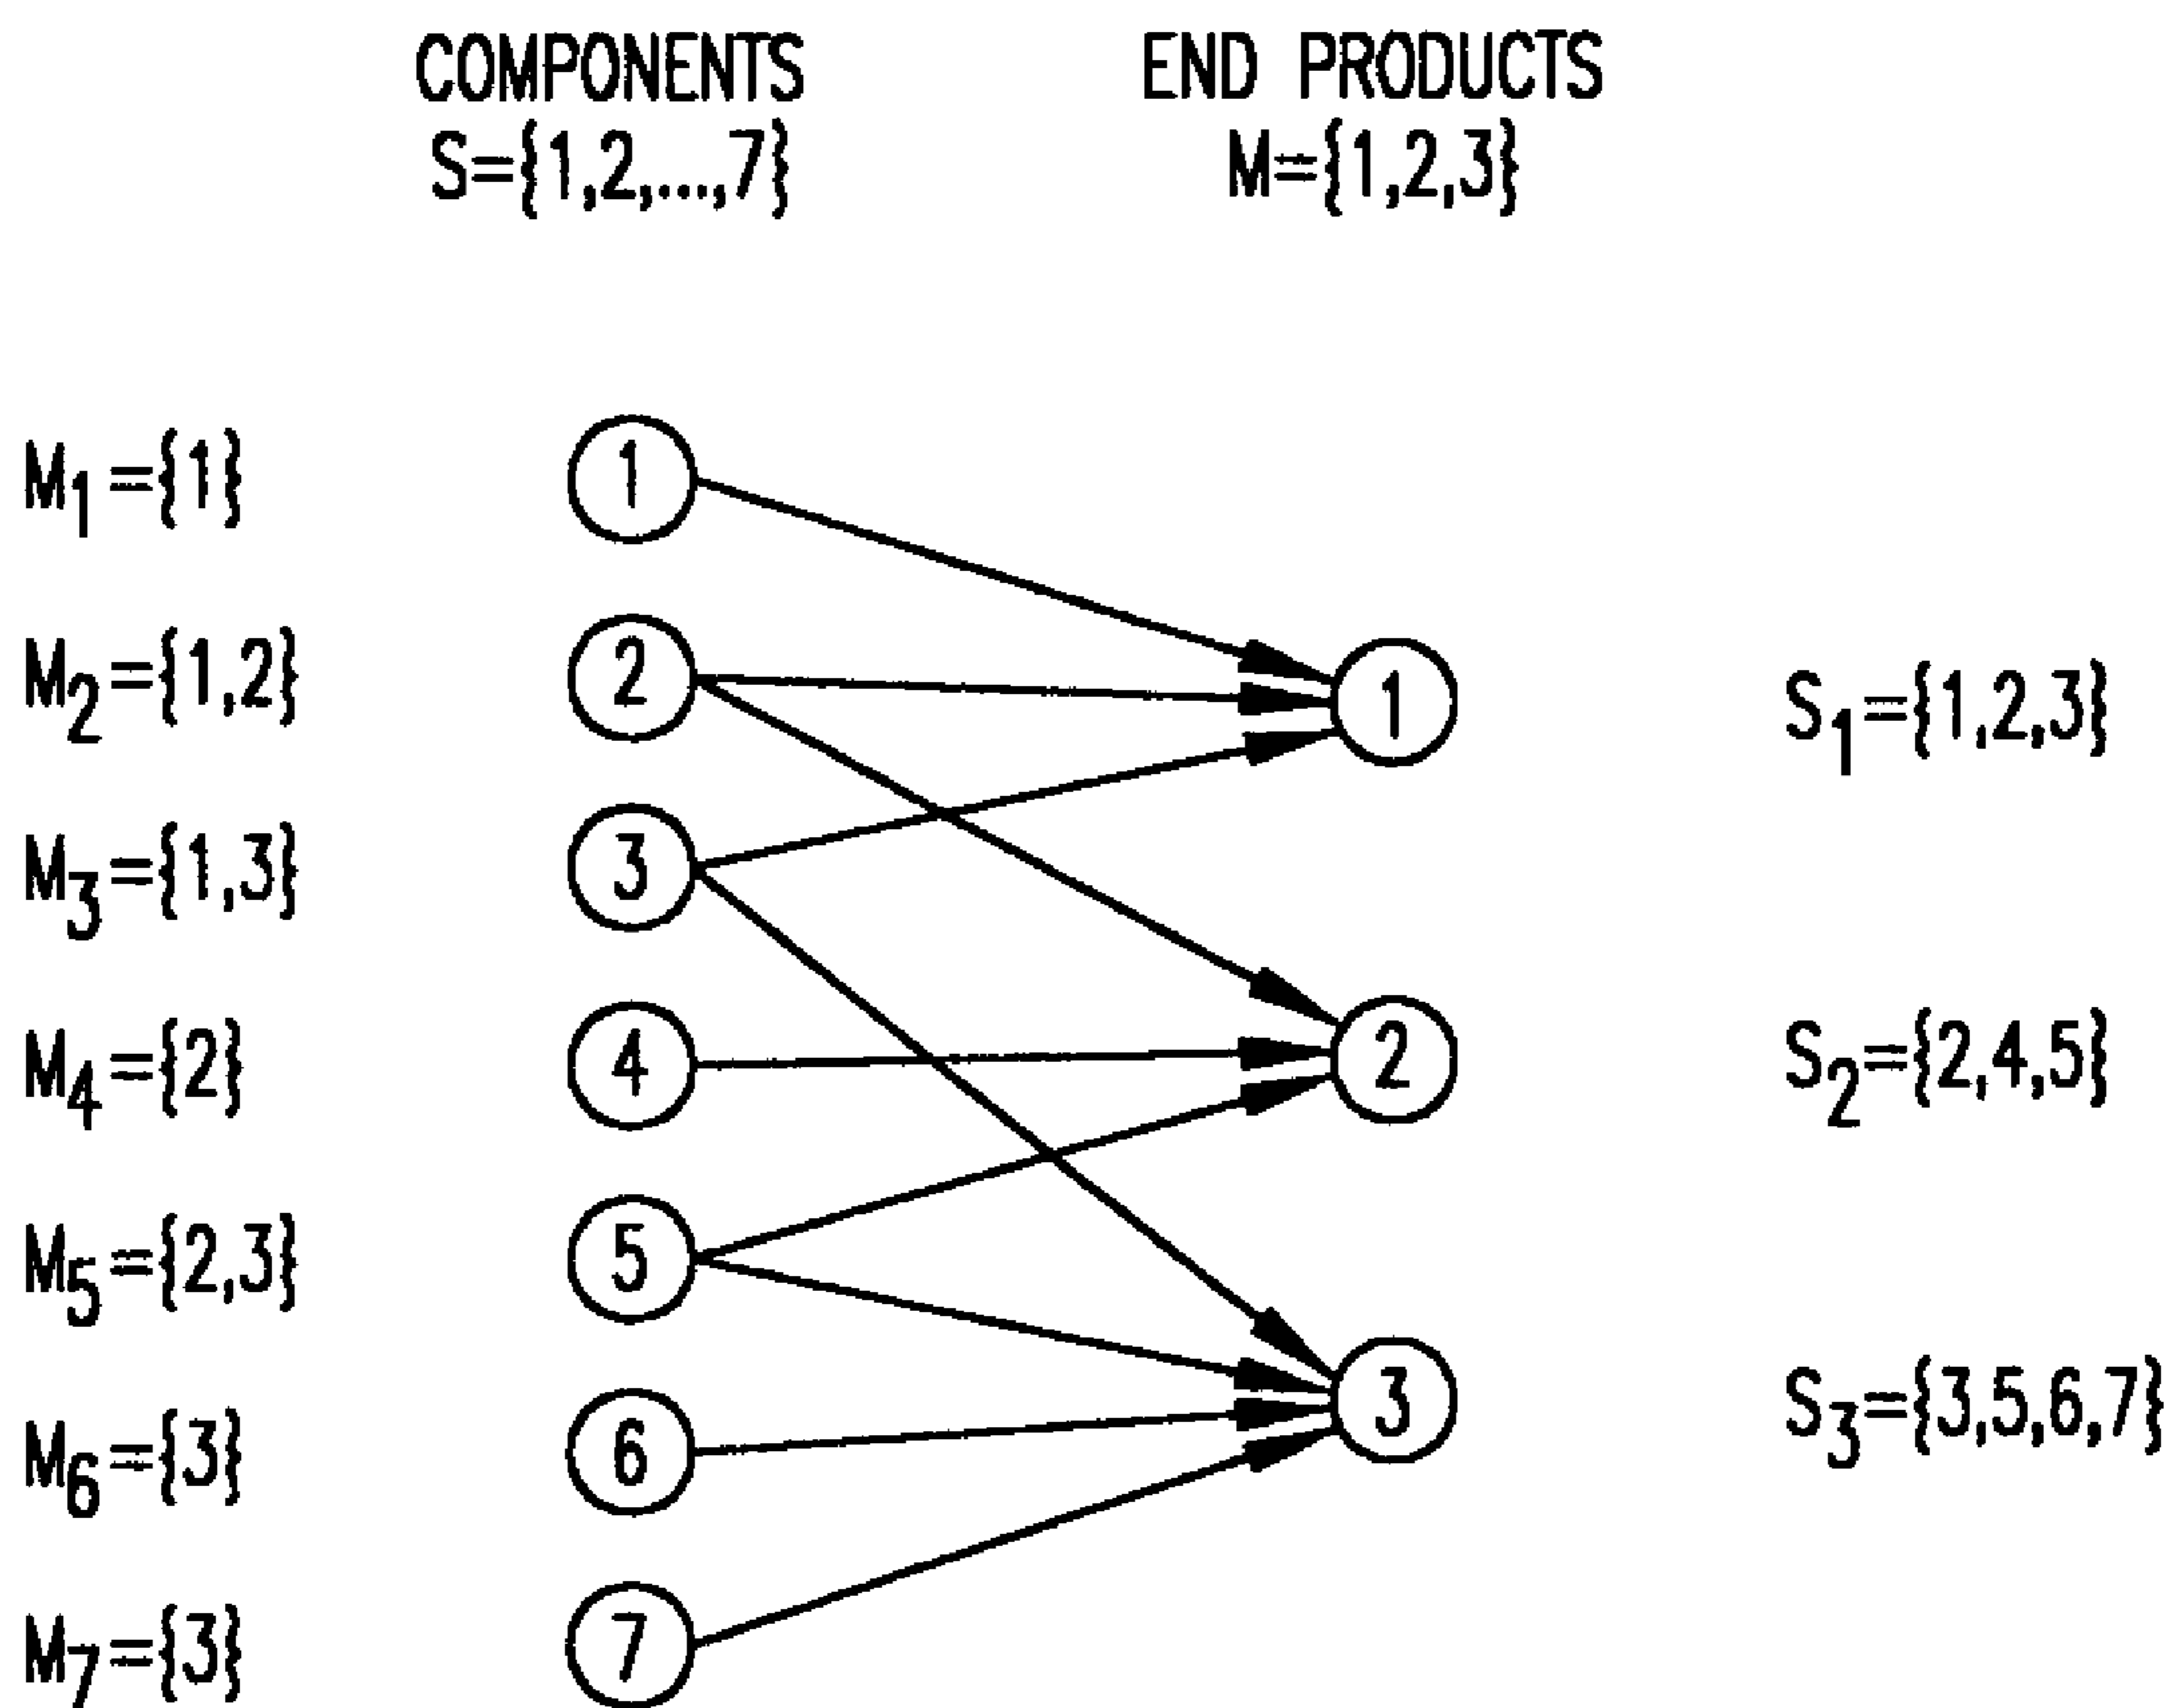 COMPONENTS
S={1,2,...,7}
END PRODUCTS
M={1,2,3}
M1={1}
1
M2={1,2}
2
1
S1={1,2,3}
M3={1,3}
3
M4={2}
4
2
S2={2,4,5}
M5={2,3}
5
M6={3}
6
3
S3={3,5,6,7}
M7={3}
7